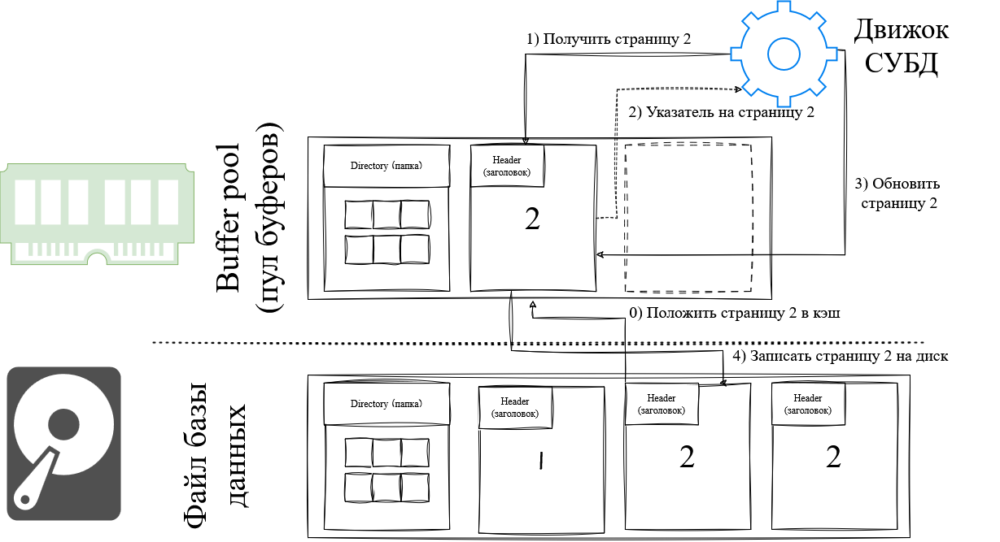 1) Получить страницу 2
Движок
СУБД
2) Указатель на страницу 2
Buffer pool
(пул буферов)
Directory (папка)
Header
(заголовок)
2
3) Обновить
страницу 2
0) Положить страницу 2 в кэш
4) Записать страницу 2 на диск
Файл базы
данных
Directory (папка)
Header
(заголовок)
1
Header
(заголовок)
2
Header
(заголовок)
2